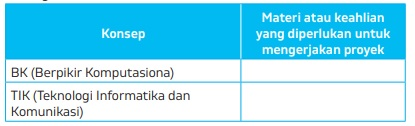 Konsep
Materi atau keahlian
yang diperlukan untuk
mengerjakan proyek
BK (Berpikir Komputasiona)
TIK (Teknologi Informatika dan
Komunikasi)